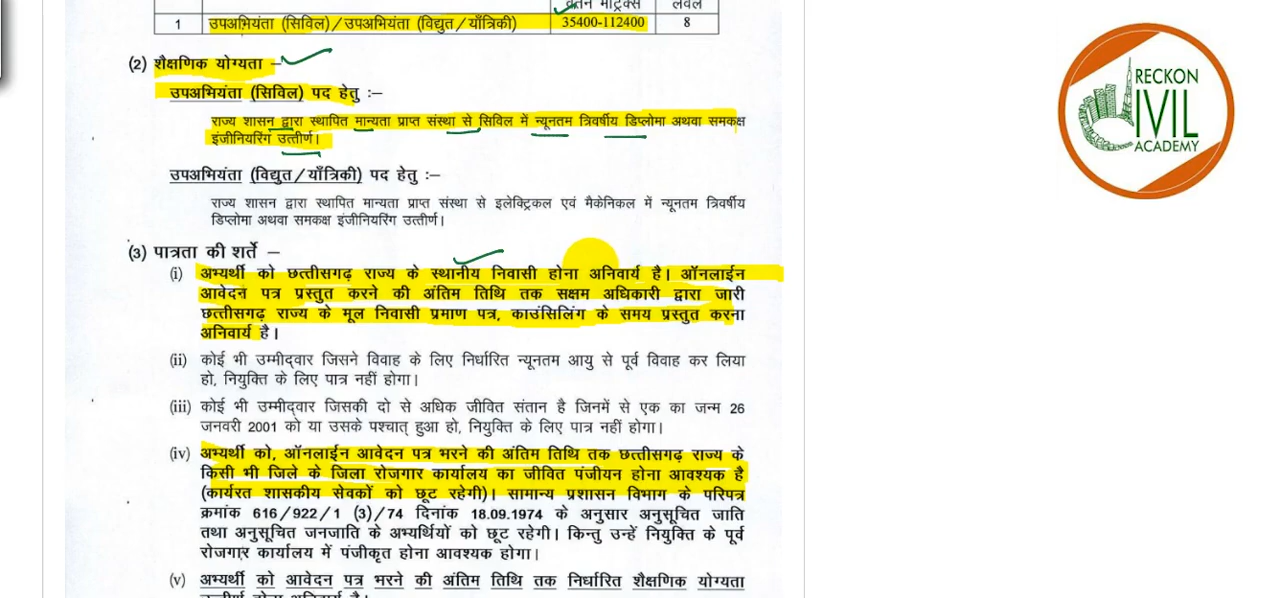 वेतन मैट्रिक्स लेवल
1 उपअभियंता (सिविल)/उपअभियंता (विद्युत/यॉंत्रिकी) 35400-112400 8
(2) शैक्षणिक योग्यता –
उपअभियंता (सिविल) पद हेतु :–
राज्य शासन द्वारा स्थापित मान्यता प्राप्त संस्था से सिविल में न्यूनतम त्रिवर्षीय डिप्लोमा अथवा समकक्ष
इंजीनियरिंग उत्तीर्ण।
उपअभियंता (विद्युत/यॉंत्रिकी) पद हेतु :–
राज्य शासन द्वारा स्थापित मान्यता प्राप्त संस्था से इलेक्ट्रिकल एवं मैकेनिकल में न्यूनतम त्रिवर्षीय
डिप्लोमा अथवा समकक्ष इंजीनियरिंग उत्तीर्ण।
(3) पात्रता की शर्ते –
(i) अभ्यर्थी को छत्तीसगढ़ राज्य के स्थानीय निवासी होना अनिवार्य है। ऑनलाईन
आवेदन पत्र प्रस्तुत करने की अंतिम तिथि तक सक्षम अधिकारी द्वारा जारी
छत्तीसगढ़ राज्य के मूल निवासी प्रमाण पत्र, काउंसिलिंग के समय प्रस्तुत करना
अनिवार्य है।
(ii) कोई भी उम्मीद्वार जिसने विवाह के लिए निर्धारित न्यूनतम आयु से पूर्व विवाह कर लिया
हो, नियुक्ति के लिए पात्र नहीं होगा।
(iii) कोई भी उम्मीद्वार जिसकी दो से अधिक जीवित संतान है जिनमें से एक का जन्म 26
जनवरी 2001 को या उसके पश्चात् हुआ हो, नियुक्ति के लिए पात्र नहीं होगा।
(iv) अभ्यर्थी को, ऑनलाईन आवेदन पत्र भरने की अंतिम तिथि तक छत्तीसगढ़ राज्य के
किसी भी जिले के जिला रोजगार कार्यालय का जीवित पंजीयन होना आवश्यक है
(कार्यरत शासकीय सेवकों को छूट रहेगी)। सामान्य प्रशासन विभाग के परिपत्र
क्रमांक 616/922/1 (3)/74 दिनांक 18.09.1974 के अनुसार अनुसूचित जाति
तथा अनुसूचित जनजाति के अभ्यर्थियों को छूट रहेगी। किन्तु उन्हें नियुक्ति के पूर्व
रोजगार कार्यालय में पंजीकृत होना आवश्यक होगा।
(v) अभ्यर्थी को आवेदन पत्र भरने की अंतिम तिथि तक निर्धारित शैक्षणिक योग्यता
RECKON
CIVIL
ACADEMY